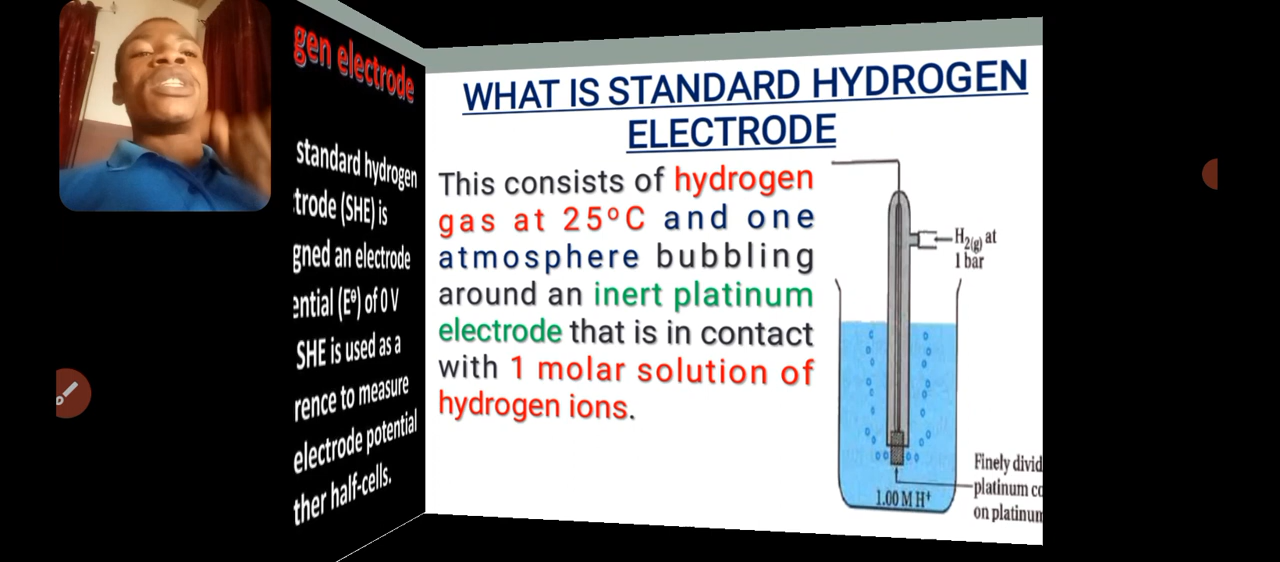 gen electrode
standard hydrogen
trode (SHE) is
gned an electrode
ential (Eº) of 0 V
SHE is used as a
rence to measure
electrode potential
ther half-cells.
WHAT IS STANDARD HYDROGEN
ELECTRODE
This consists of hydrogen
gas at 25ºC and one
atmosphere bubbling
around an inert platinum
electrode that is in contact
with 1 molar solution of
hydrogen ions.
H2(g) at
1 bar
1.00 M H+
Finely divid
platinum co
on platinum